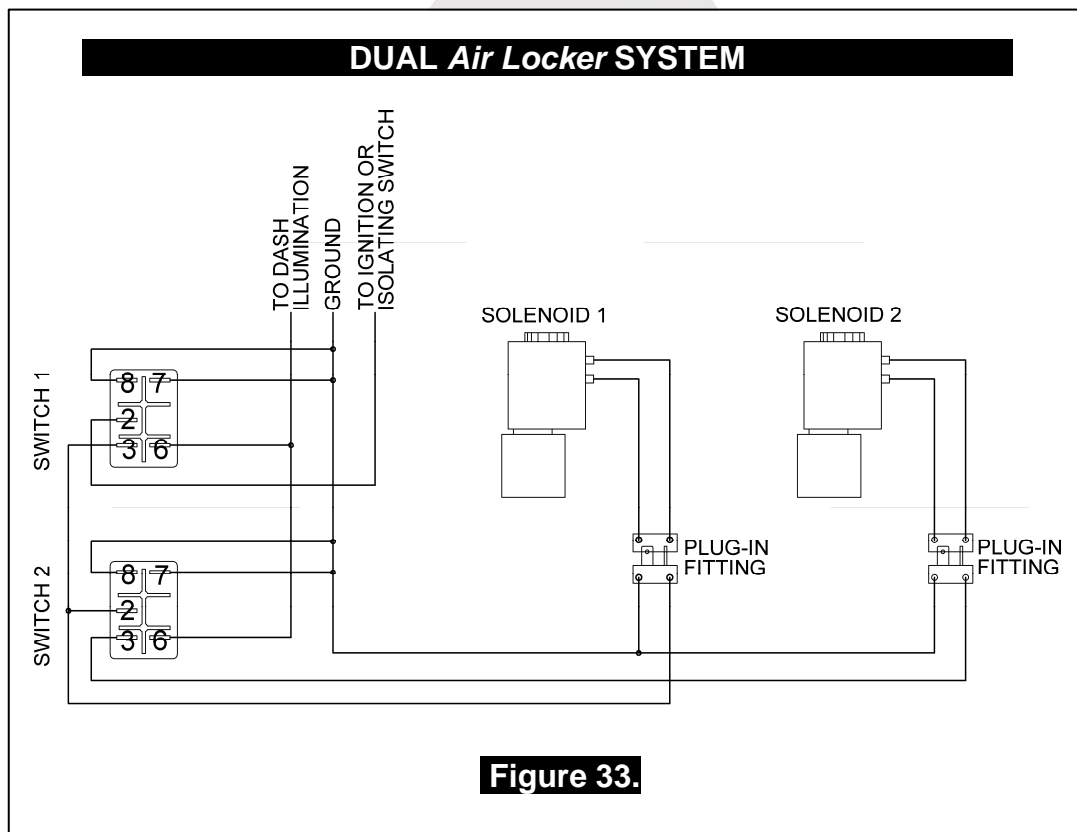 DUAL Air Locker SYSTEM
TO DASH
ILLUMINATION
GROUND
TO IGNITION OR
ISOLATING SWITCH
SOLENOID 1
SOLENOID 2
SWITCH 1
8 7
2
3 6
SWITCH 2
8 7
2
3 6
PLUG-IN
FITTING
PLUG-IN
FITTING
Figure 33.